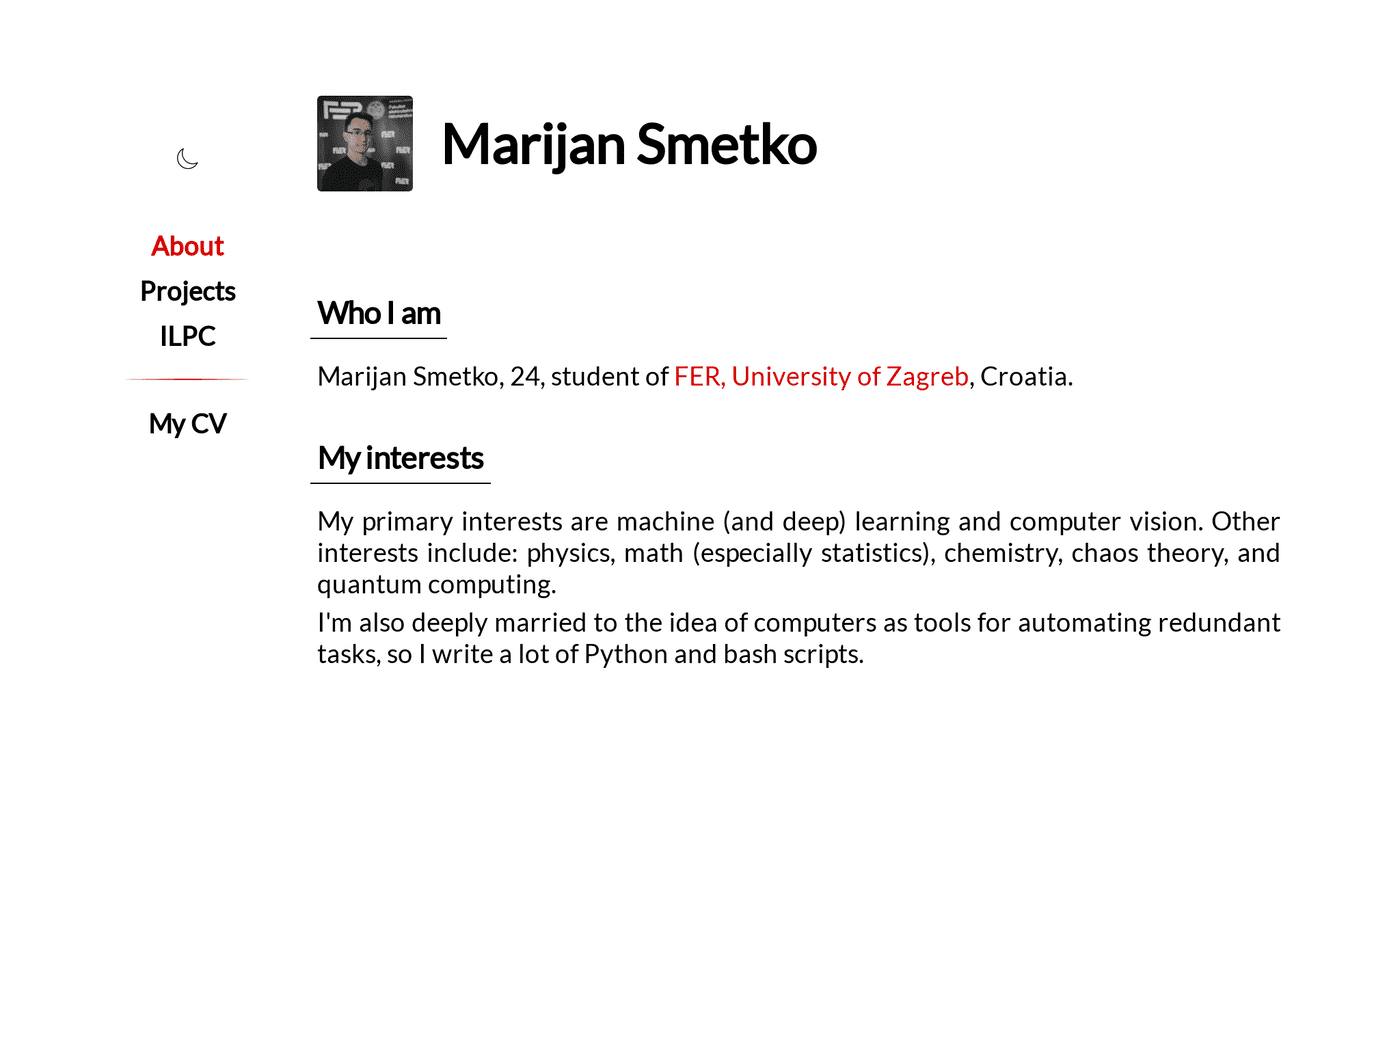 Marijan Smetko
About
Projects
ILPC
My CV
Who I am
Marijan Smetko, 24, student of FER, University of Zagreb, Croatia.
My interests
My primary interests are machine (and deep) learning and computer vision. Other
interests include: physics, math (especially statistics), chemistry, chaos theory, and
quantum computing.
I'm also deeply married to the idea of computers as tools for automating redundant
tasks, so I write a lot of Python and bash scripts.